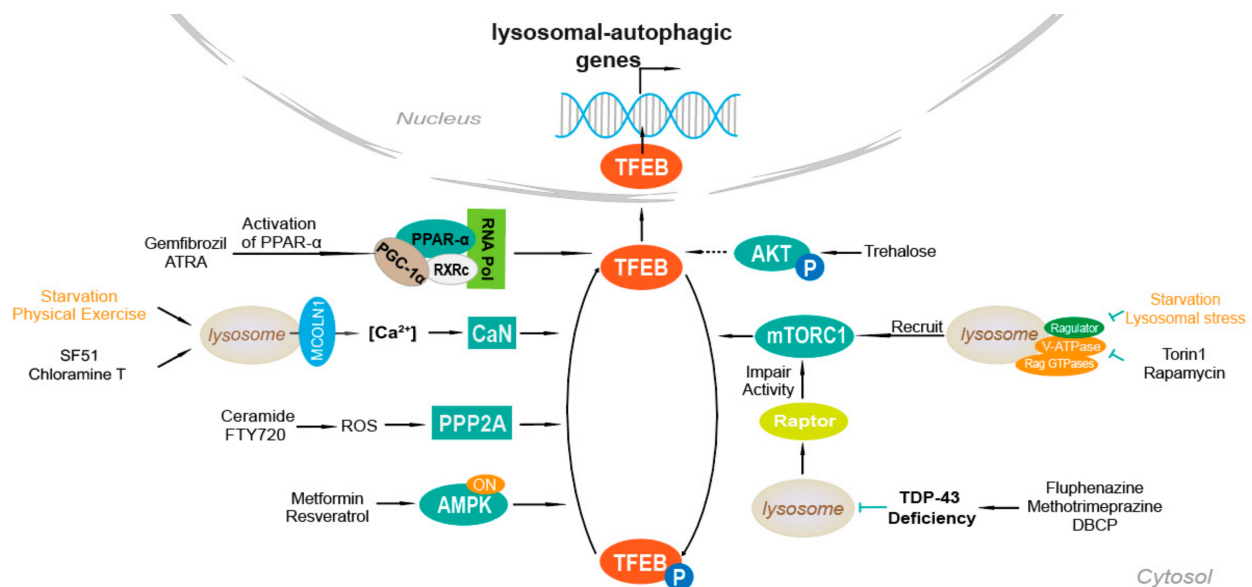 lysosomal-autophagic
genes
Nucleus
TFEB
Gemfibrozil
ATRA
Activation
of PPAR-α
PPAR-α
PGC-1α
RXRc
RNA Pol
TFEB
AKT
P
Trehalose
Starvation
Physical Exercise
SF51
Chloramine T
lysosome
MCOLN1
[Ca²⁺]
CaN
mTORC1
Recruit
lysosome
Ragulator
V-ATPase
Rag GTPases
Starvation
Lysosomal stress
Torin1
Rapamycin
Impair
Activity
Raptor
Ceramide
FTY720
ROS
PPP2A
Metformin
Resveratrol
ON
AMPK
lysosome
TDP-43
Deficiency
Fluphenazine
Methotrimeprazine
DBCP
TFEB
P
Cytosol